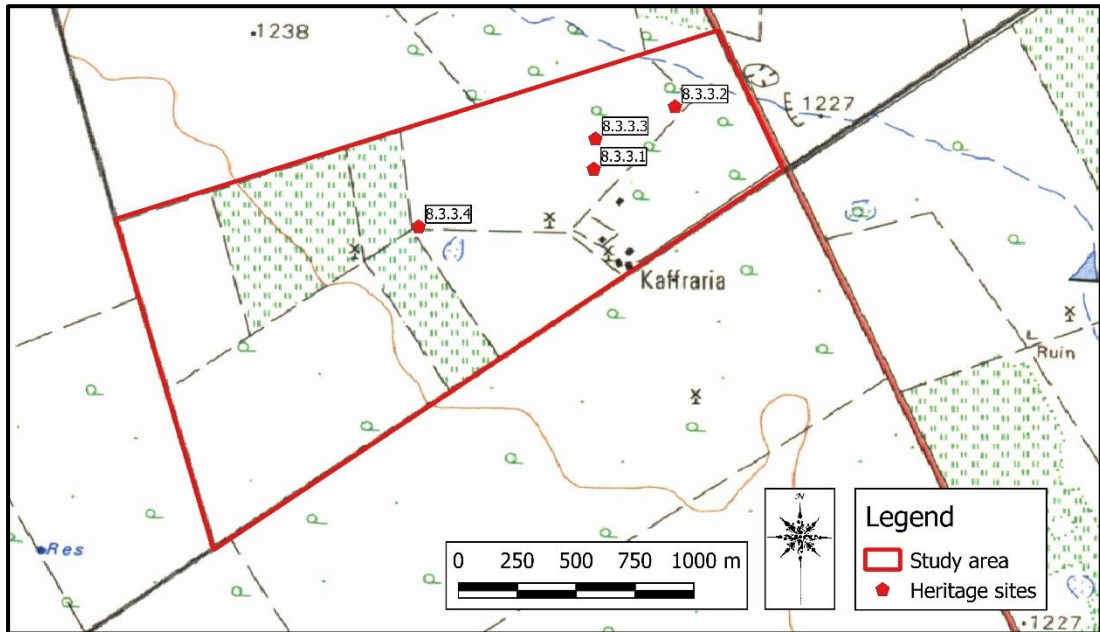 1238
8.3.3.2
1227
8.3.3.3
8.3.3.1
8.3.3.4
Kaffraria
Ruin
Res
N
0 250 500 750 1000 m
Legend
Study area
Heritage sites
1227